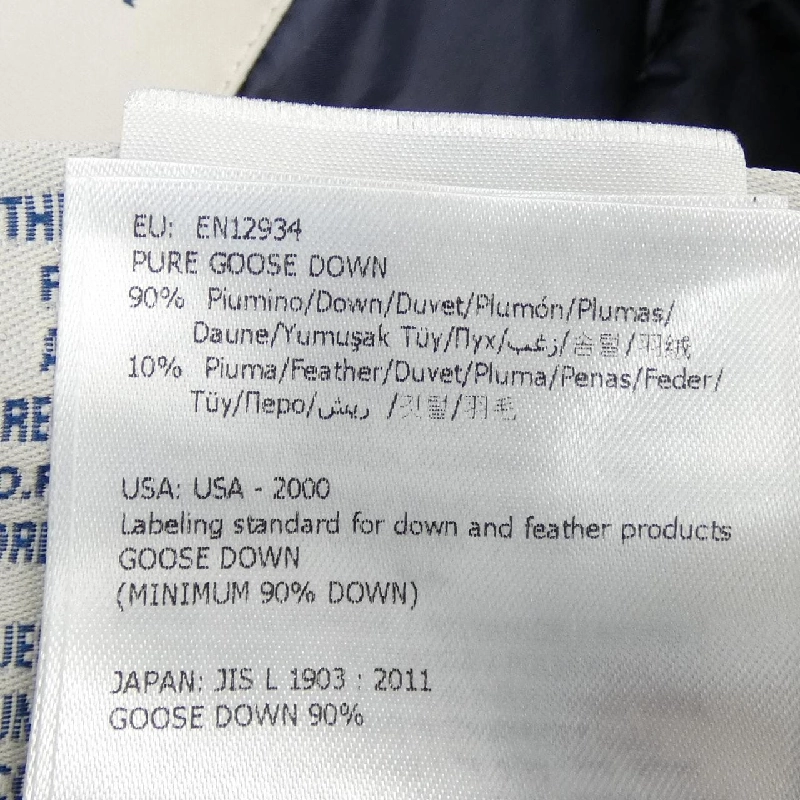 EU: EN12934
PURE GOOSE DOWN
90% Piumino/Down/Duvet/Plumón/Plumas/
Daune/Yumuşak Tüy/Пух/زغب/솜털/羽绒
10% Piuma/Feather/Duvet/Pluma/Penas/Feder/
Tüy/Перо/ريش /깃털/羽毛
USA: USA - 2000
Labeling standard for down and feather products
GOOSE DOWN
(MINIMUM 90% DOWN)
JAPAN: JIS L 1903 : 2011
GOOSE DOWN 90%